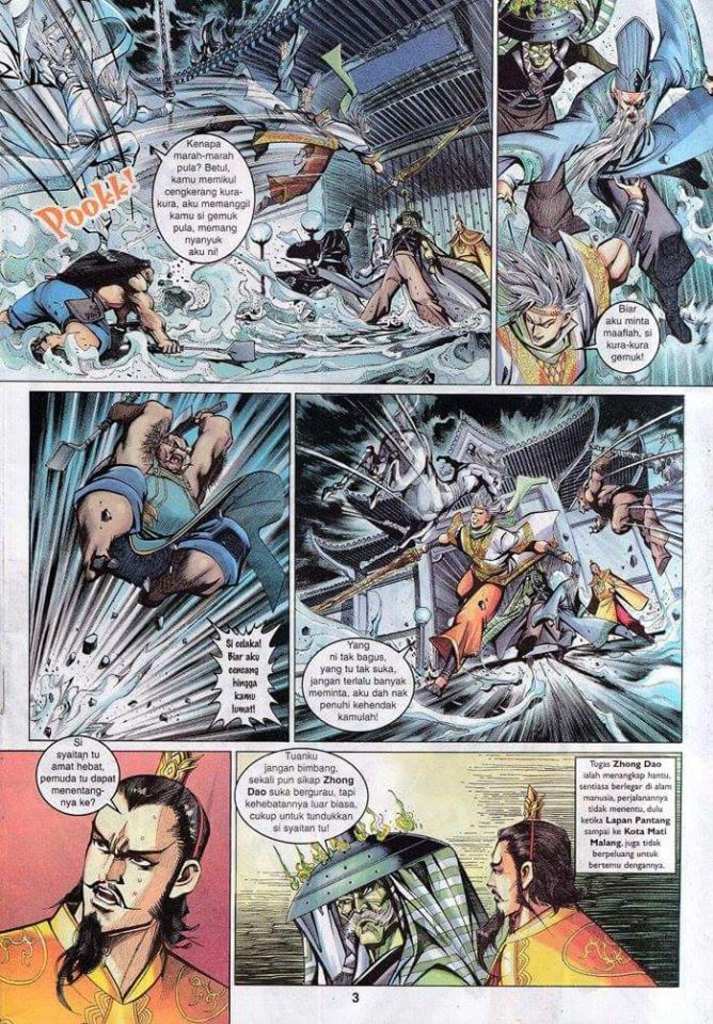 Kenapa
marah-marah
pula? Betul,
kamu memikul
cengkerang kura-
kura, aku memanggil
kamu si gemuk
pula, memang
nyanyuk
aku ni!
Pookk!
Biar
aku minta
maaflah, si
kura-kura
gemuk!
Si celaka!
Biar aku
cencang
hingga
kamu
lumat!
Yang
ni tak bagus,
yang tu tak suka,
jangan terlalu banyak
meminta, aku dah nak
penuhi kehendak
kamulah!
Si
syaitan tu
amat hebat,
pemuda tu dapat
menentang-
nya ke?
Tuanku
jangan bimbang,
sekali pun sikap Zhong
Dao suka bergurau, tapi
kehebatannya luar biasa,
cukup untuk tundukkan
si syaitan tu!
Tugas Zhong Dao
ialah menangkap hantu,
sentiasa berlegar di alam
manusia, perjalanannya
tidak menentu, dulu
ketika Lapan Pantang
sampai ke Kota Mati
Malang, juga tidak
berpeluang untuk
bertemu dengannya.
3